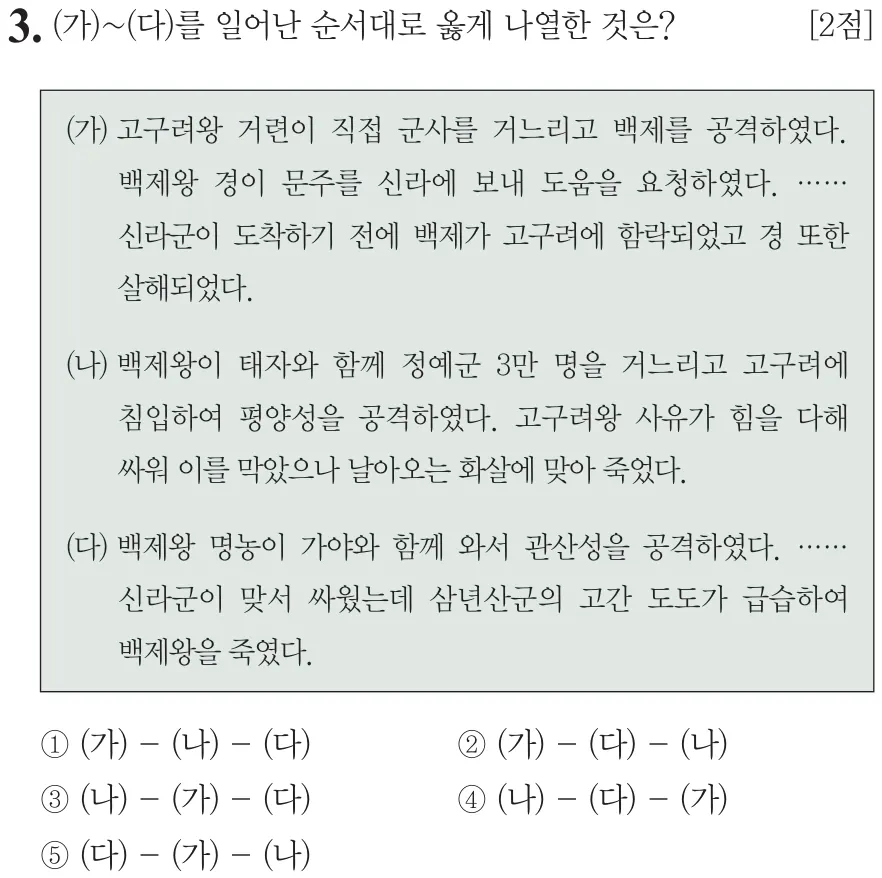 3. (가)~(다)를 일어난 순서대로 옳게 나열한 것은? [2점]
(가) 고구려왕 거련이 직접 군사를 거느리고 백제를 공격하였다.
백제왕 경이 문주를 신라에 보내 도움을 요청하였다. ……
신라군이 도착하기 전에 백제가 고구려에 함락되었고 경 또한
살해되었다.
(나) 백제왕이 태자와 함께 정예군 3만 명을 거느리고 고구려에
침입하여 평양성을 공격하였다. 고구려왕 사유가 힘을 다해
싸워 이를 막았으나 날아오는 화살에 맞아 죽었다.
(다) 백제왕 명농이 가야와 함께 와서 관산성을 공격하였다. ……
신라군이 맞서 싸웠는데 삼년산군의 고간 도도가 급습하여
백제왕을 죽였다.
① (가) – (나) – (다) ② (가) – (다) – (나)
③ (나) – (가) – (다) ④ (나) – (다) – (가)
⑤ (다) – (가) – (나)